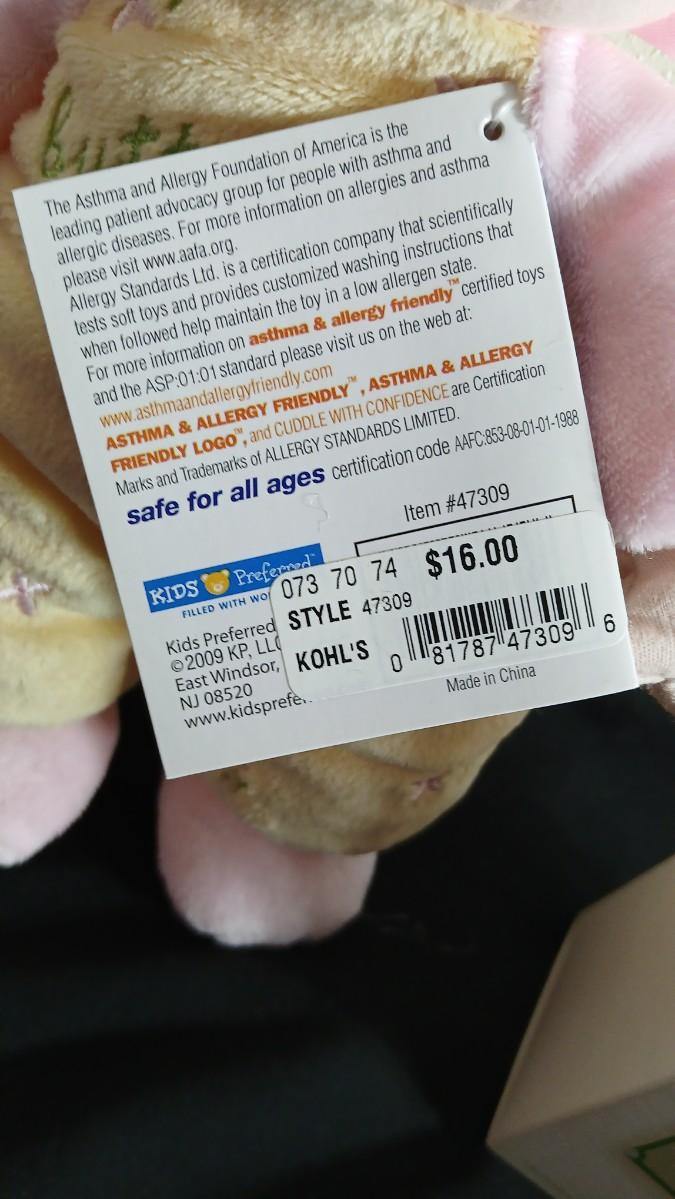 The Asthma and Allergy Foundation of America is the
leading patient advocacy group for people with asthma and
allergic diseases. For more information on allergies and asthma
please visit www.aafa.org.
Allergy Standards Ltd. is a certification company that scientifically
tests soft toys and provides customized washing instructions that
when followed help maintain the toy in a low allergen state.
For more information on asthma & allergy friendly™ certified toys
and the ASP:01:01 standard please visit us on the web at:
www.asthmaandallergyfriendly.com
ASTHMA & ALLERGY FRIENDLY™, ASTHMA & ALLERGY
FRIENDLY LOGO™, and CUDDLE WITH CONFIDENCE are Certification
Marks and Trademarks of ALLERGY STANDARDS LIMITED.
safe for all ages certification code AAFC:853-08-01-01-1988
Item #47309
KIDS Preferred™
FILLED WITH
Kids Preferred
©2009 KP, LLC
East Windsor,
NJ 08520
073 70 74 $16.00
STYLE 47309
KOHL'S
0 81787 47309 6
Made in China